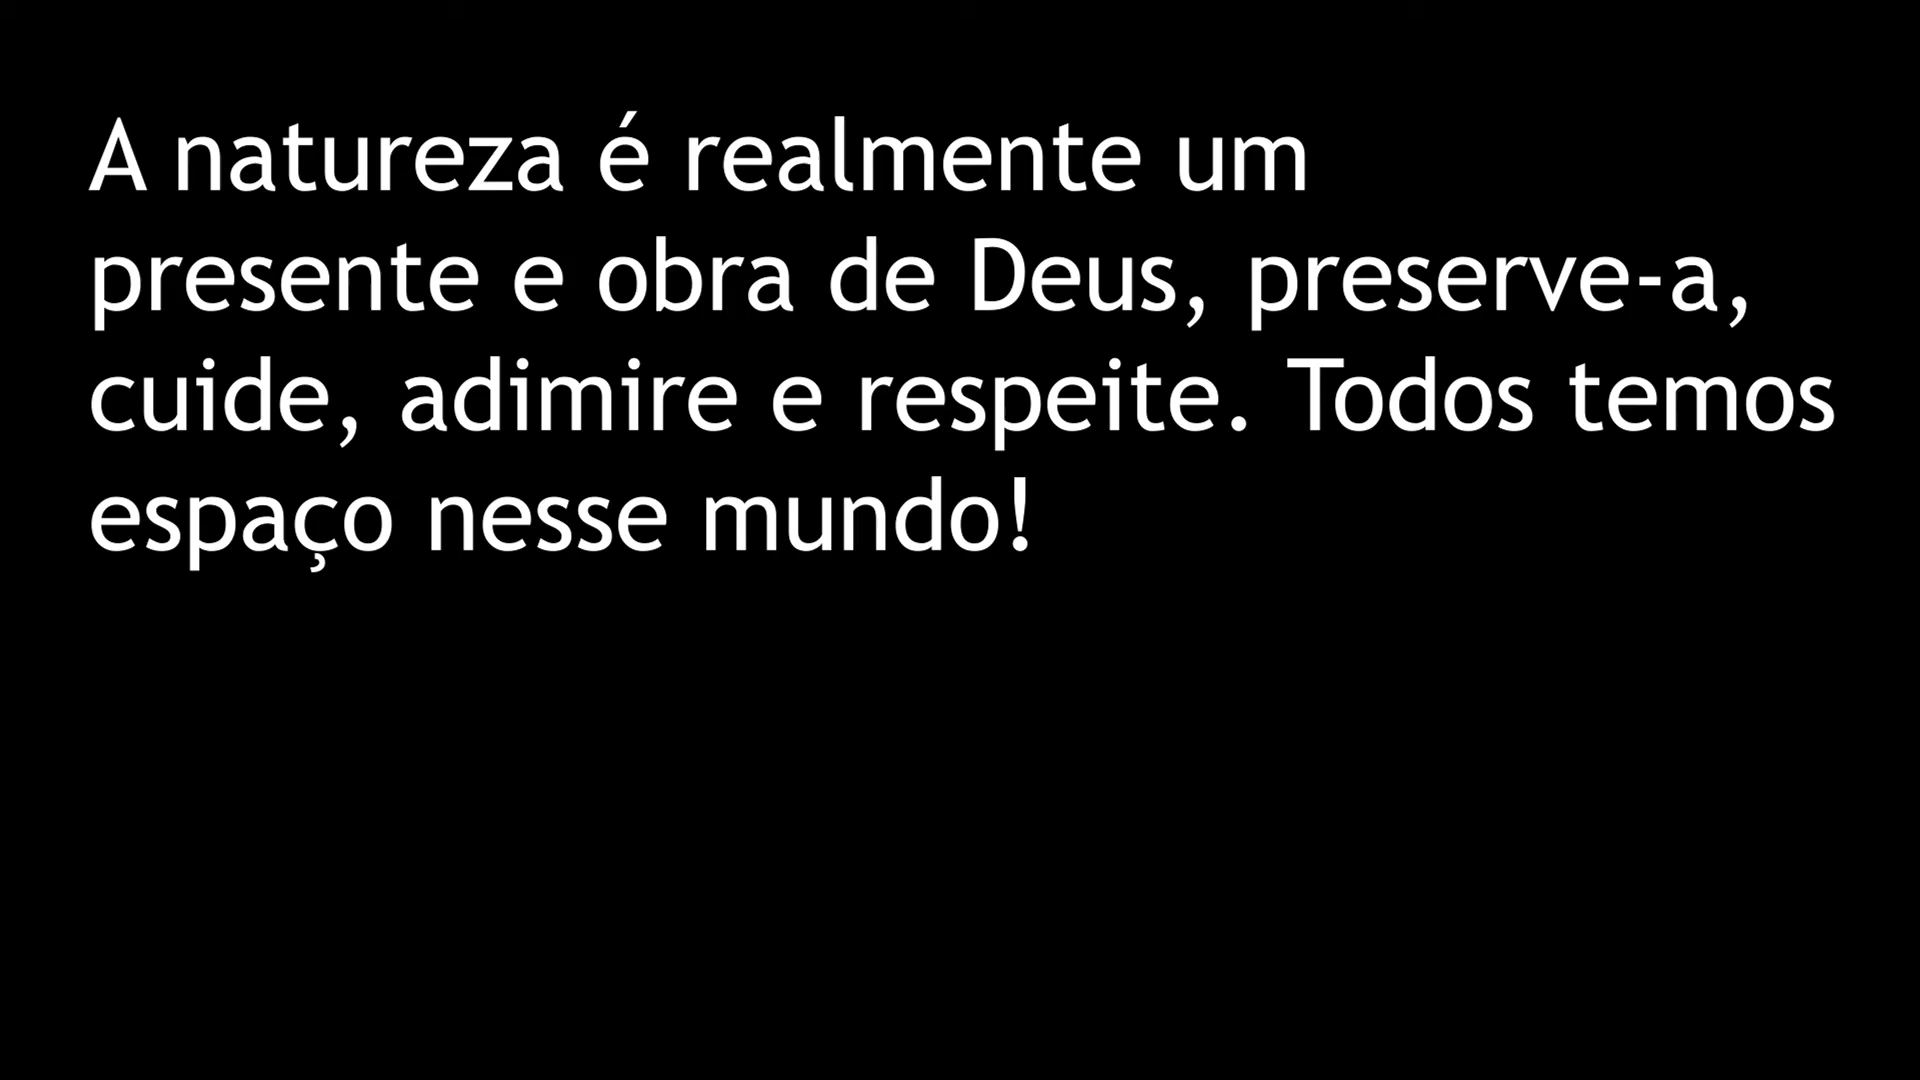 A natureza é realmente um
presente e obra de Deus, preserve-a,
cuide, adimire e respeite. Todos temos
espaço nesse mundo!